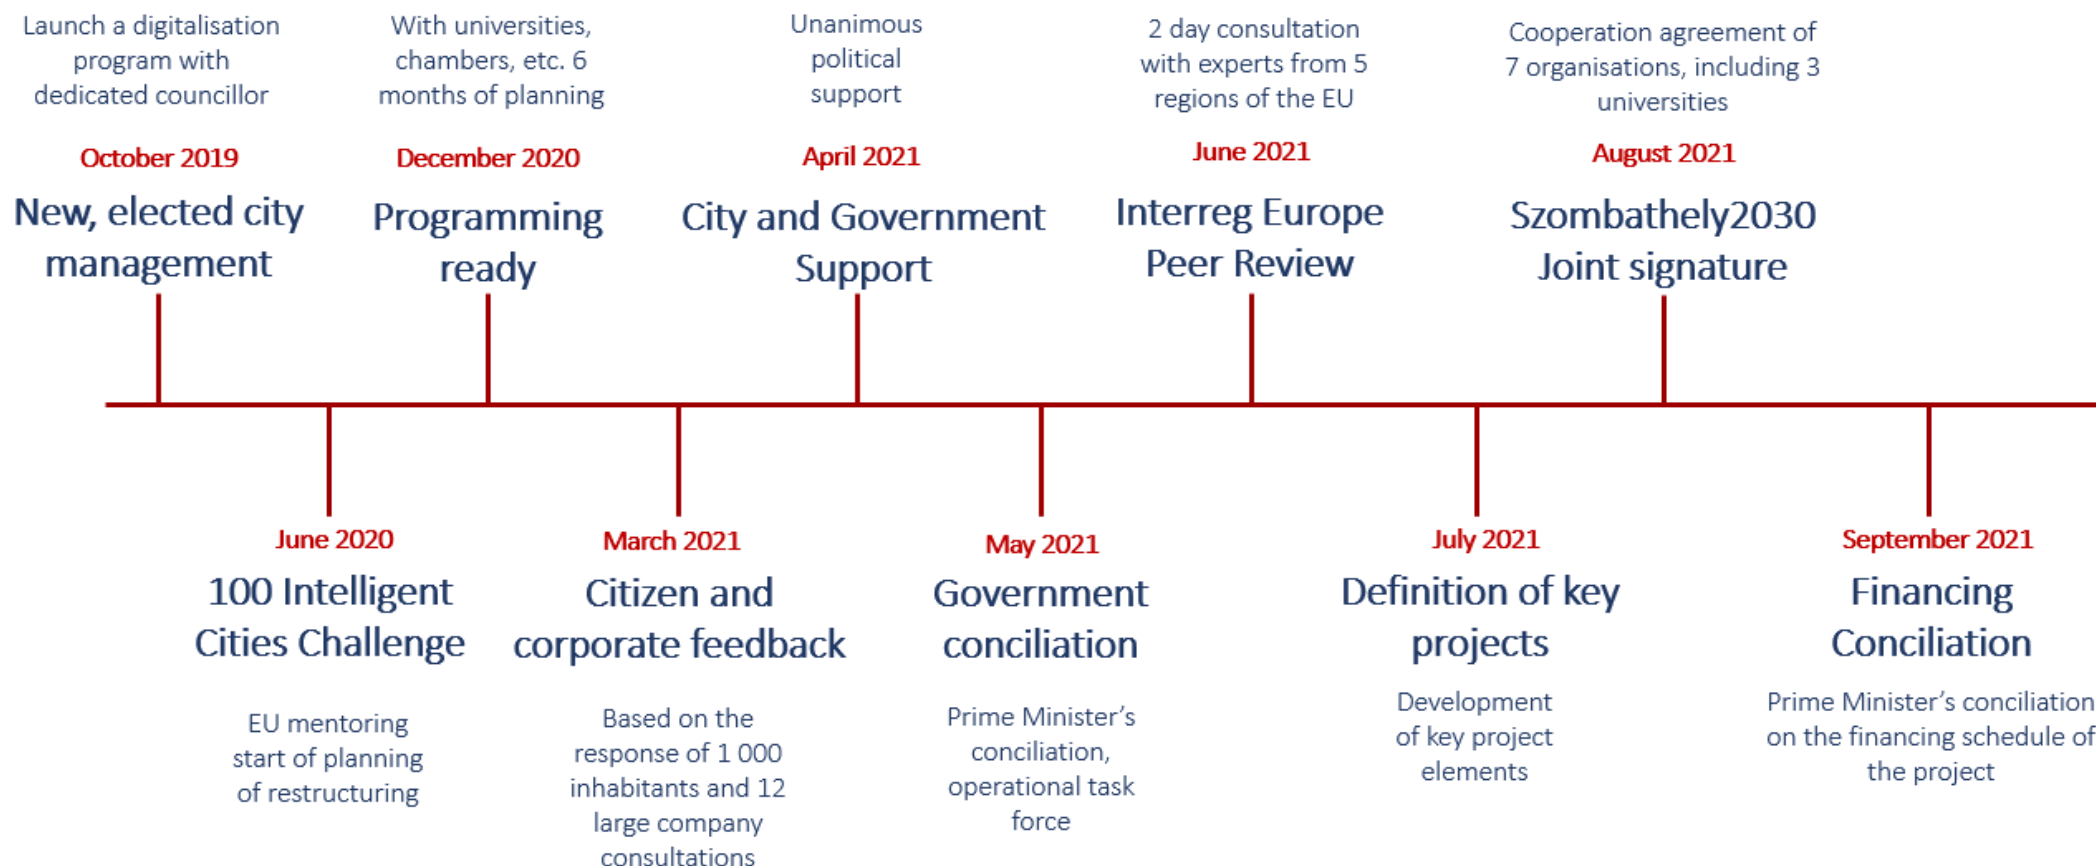 Launch a digitalisation
program with
dedicated councillor
October 2019
New, elected city
management
With universities,
chambers, etc. 6
months of planning
December 2020
Programming
ready
Unanimous
political
support
April 2021
City and Government
Support
2 day consultation
with experts from 5
regions of the EU
June 2021
Interreg Europe
Peer Review
Cooperation agreement of
7 organisations, including 3
universities
August 2021
Szombathely2030
Joint signature
June 2020
100 Intelligent
Cities Challenge
EU mentoring
start of planning
of restructuring
March 2021
Citizen and
corporate feedback
Based on the
response of 1 000
inhabitants and 12
large company
consultations
May 2021
Government
conciliation
Prime Minister’s
conciliation,
operational task
force
July 2021
Definition of key
projects
Development
of key project
elements
September 2021
Financing
Conciliation
Prime Minister’s conciliation
on the financing schedule of
the project